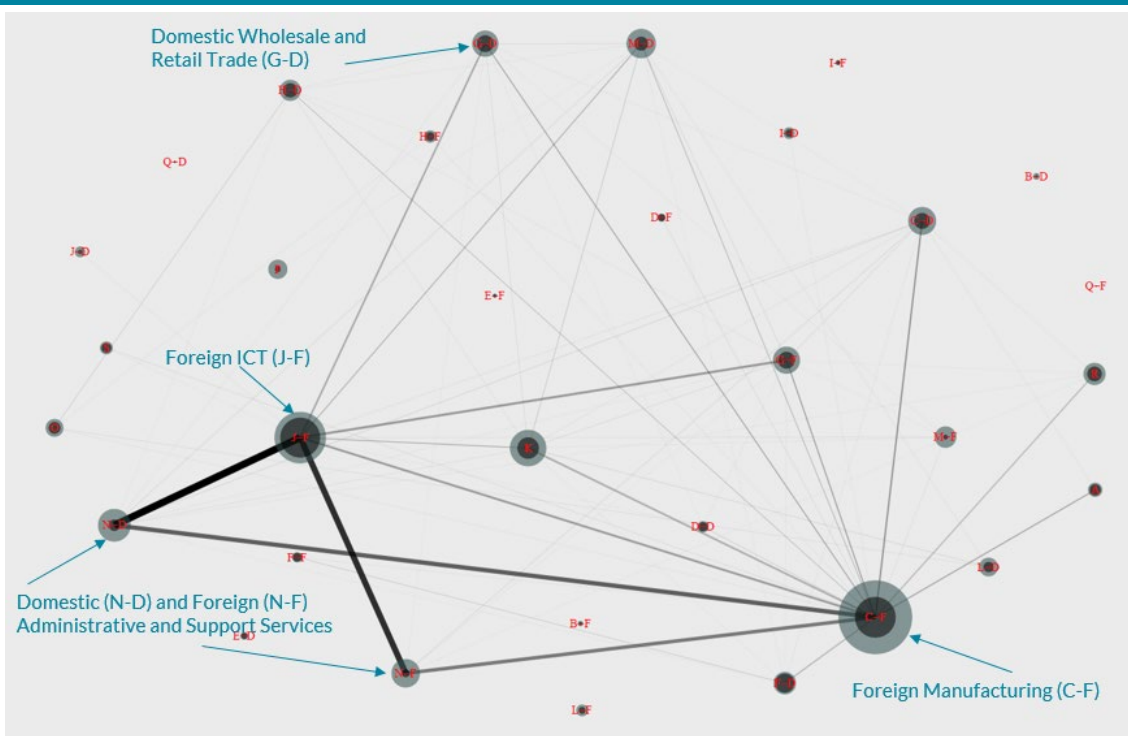 Domestic Wholesale and
Retail Trade (G-D)
M-D
I-F
H-F
I-D
Q-D
B-D
D-F
J-D
E-F
Q-F
Foreign ICT (J-F)
J-F
K
M-F
N-D
D-D
A
F-F
L-D
Domestic (N-D) and Foreign (N-F)
Administrative and Support Services
B-F
C-F
E-D
N-F
Foreign Manufacturing (C-F)
L-F